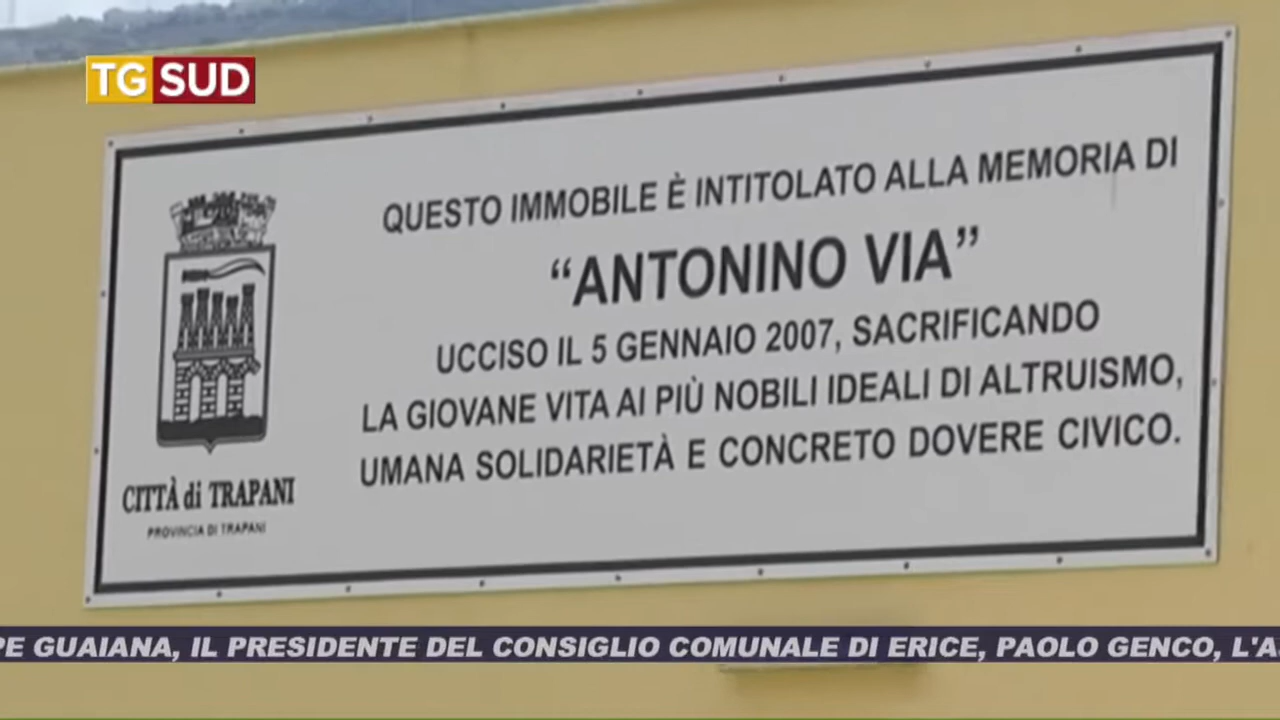 TG SUD
QUESTO IMMOBILE È INTITOLATO ALLA MEMORIA DI
“ANTONINO VIA”
UCCISO IL 5 GENNAIO 2007, SACRIFICANDO
LA GIOVANE VITA AI PIÙ NOBILI IDEALI DI ALTRUISMO,
UMANA SOLIDARIETÀ E CONCRETO DOVERE CIVICO.
CITTÀ di TRAPANI
PROVINCIA DI TRAPANI
PE GUAIANA, IL PRESIDENTE DEL CONSIGLIO COMUNALE DI ERICE, PAOLO GENCO, L'A